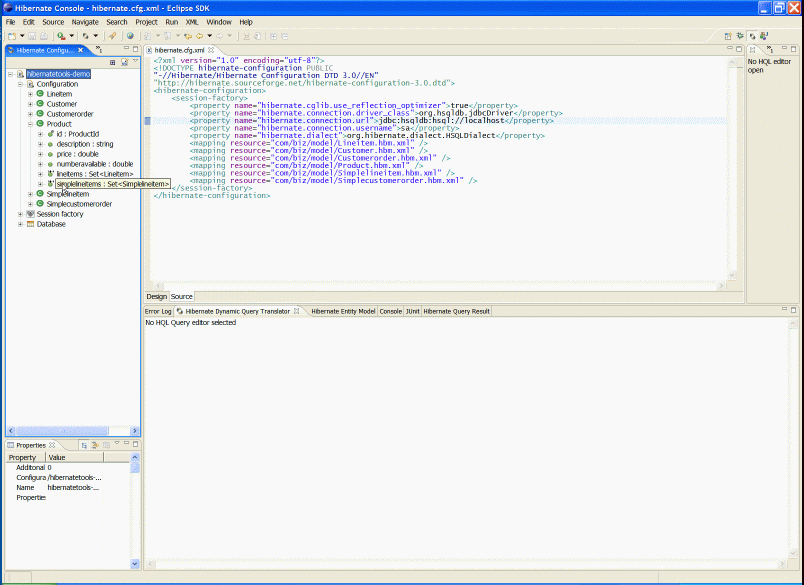 Hibernate Console - hibernate.cfg.xml - Eclipse SDK
File Edit Source Navigate Search Project Run XML Window Help
Hibernate Configu...
hibernate.cfg.xml
hibernatetools-demo
Configuration
Lineitem
Customer
Customerorder
Product
id : ProductId
description : string
price : double
numberavailable : double
lineitems : Set<Lineitem>
simplelineitems : Set<Simplelineitem>
Simplelineitem
Simplecustomerorder
Session factory
Database
<?xml version="1.0" encoding="utf-8"?>
<!DOCTYPE hibernate-configuration PUBLIC
"-//Hibernate/Hibernate Configuration DTD 3.0//EN"
"http://hibernate.sourceforge.net/hibernate-configuration-3.0.dtd">
<hibernate-configuration>
<session-factory>
<property name="hibernate.cglib.use_reflection_optimizer">true</property>
<property name="hibernate.connection.driver_class">org.hsqldb.jdbcDriver</property>
<property name="hibernate.connection.url">jdbc:hsqldb:hsql://localhost</property>
<property name="hibernate.connection.username">sa</property>
<property name="hibernate.dialect">org.hibernate.dialect.HSQLDialect</property>
<mapping resource="com/biz/model/Lineitem.hbm.xml" />
<mapping resource="com/biz/model/Customer.hbm.xml" />
<mapping resource="com/biz/model/Customerorder.hbm.xml" />
<mapping resource="com/biz/model/Product.hbm.xml" />
<mapping resource="com/biz/model/Simplelineitem.hbm.xml" />
<mapping resource="com/biz/model/Simplecustomerorder.hbm.xml" />
</session-factory>
</hibernate-configuration>
Design Source
No HQL editor
open
Error Log Hibernate Dynamic Query Translator Hibernate Entity Model Console JUnit Hibernate Query Result
No HQL Query editor selected
Properties
Property Value
Additonal 0
Configura /hibernatetools-...
Name hibernatetools-...
Properties